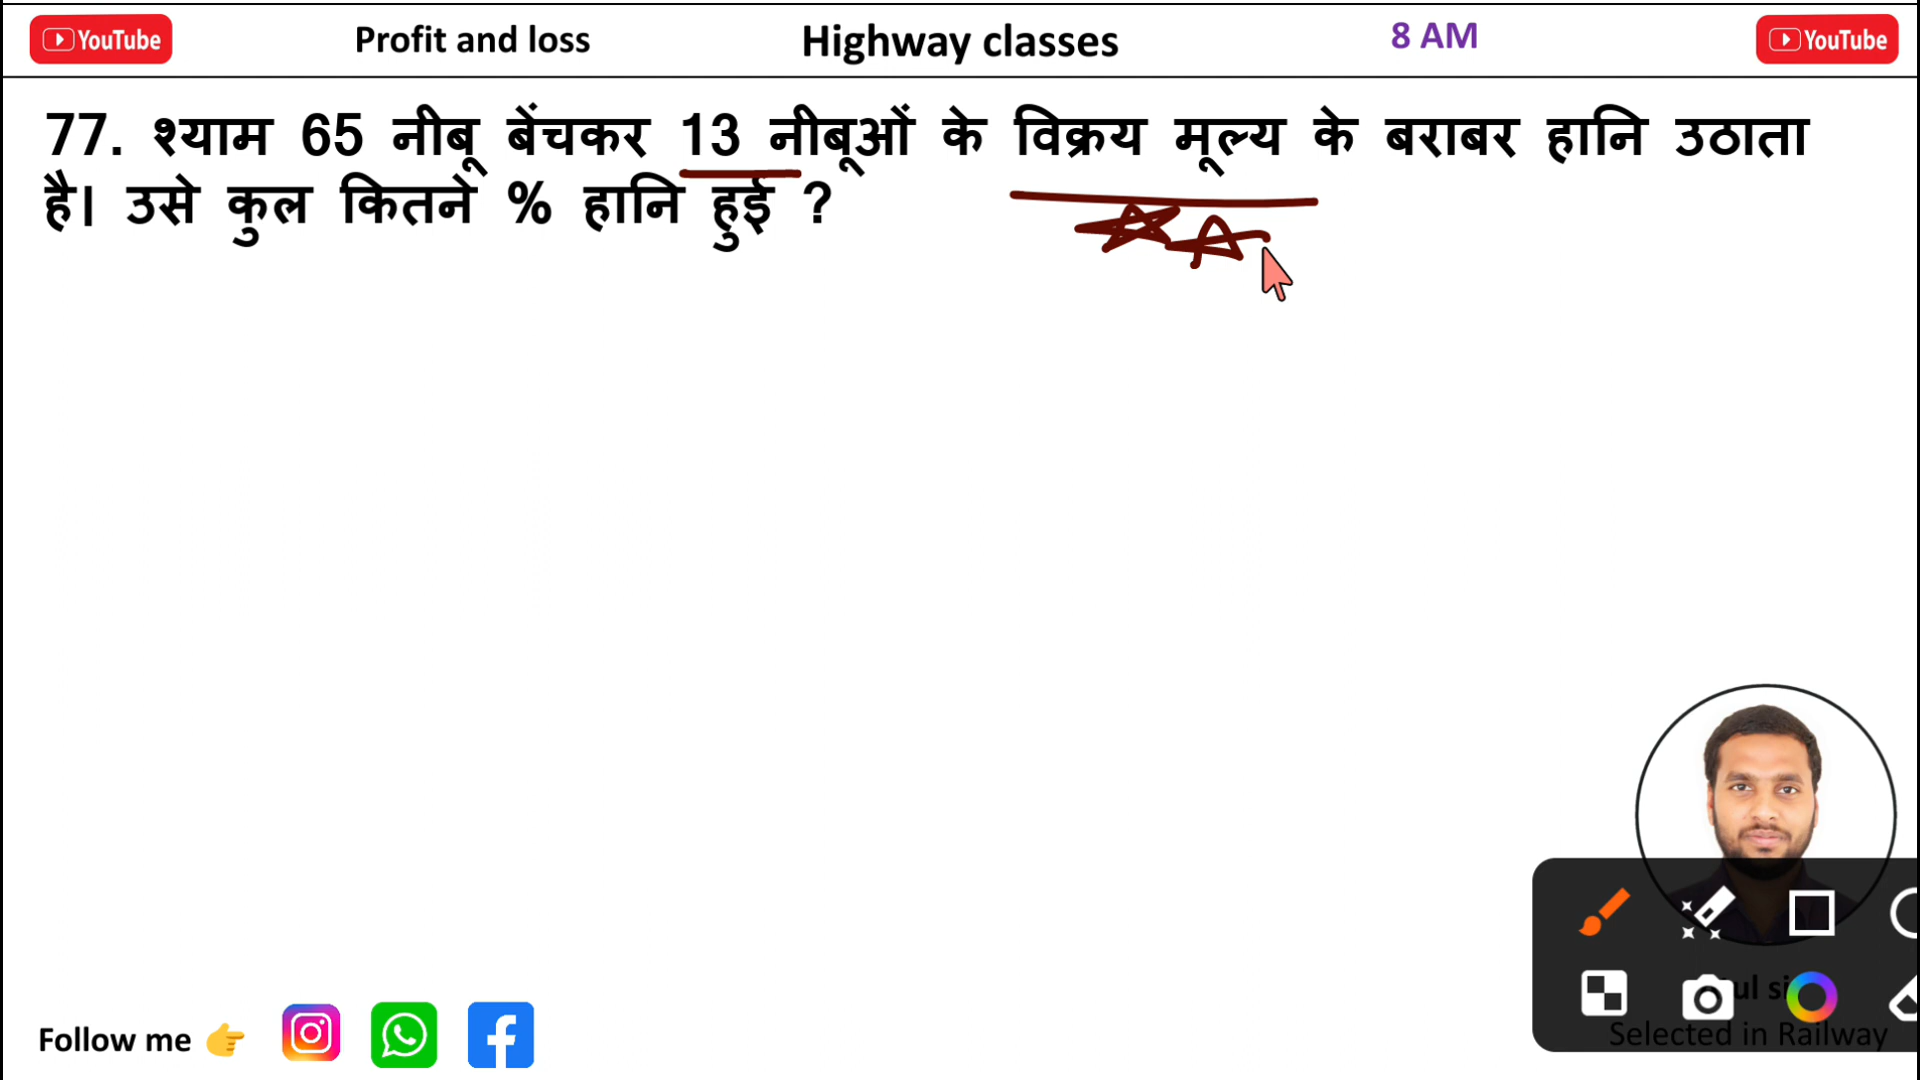 YouTube Profit and loss Highway classes 8 AM YouTube
77. श्याम 65 नीबू बेंचकर 13 नीबूओं के विक्रय मूल्य के बराबर हानि उठाता
है। उसे कुल कितने % हानि हुई ?
Follow me
Selected in Railway